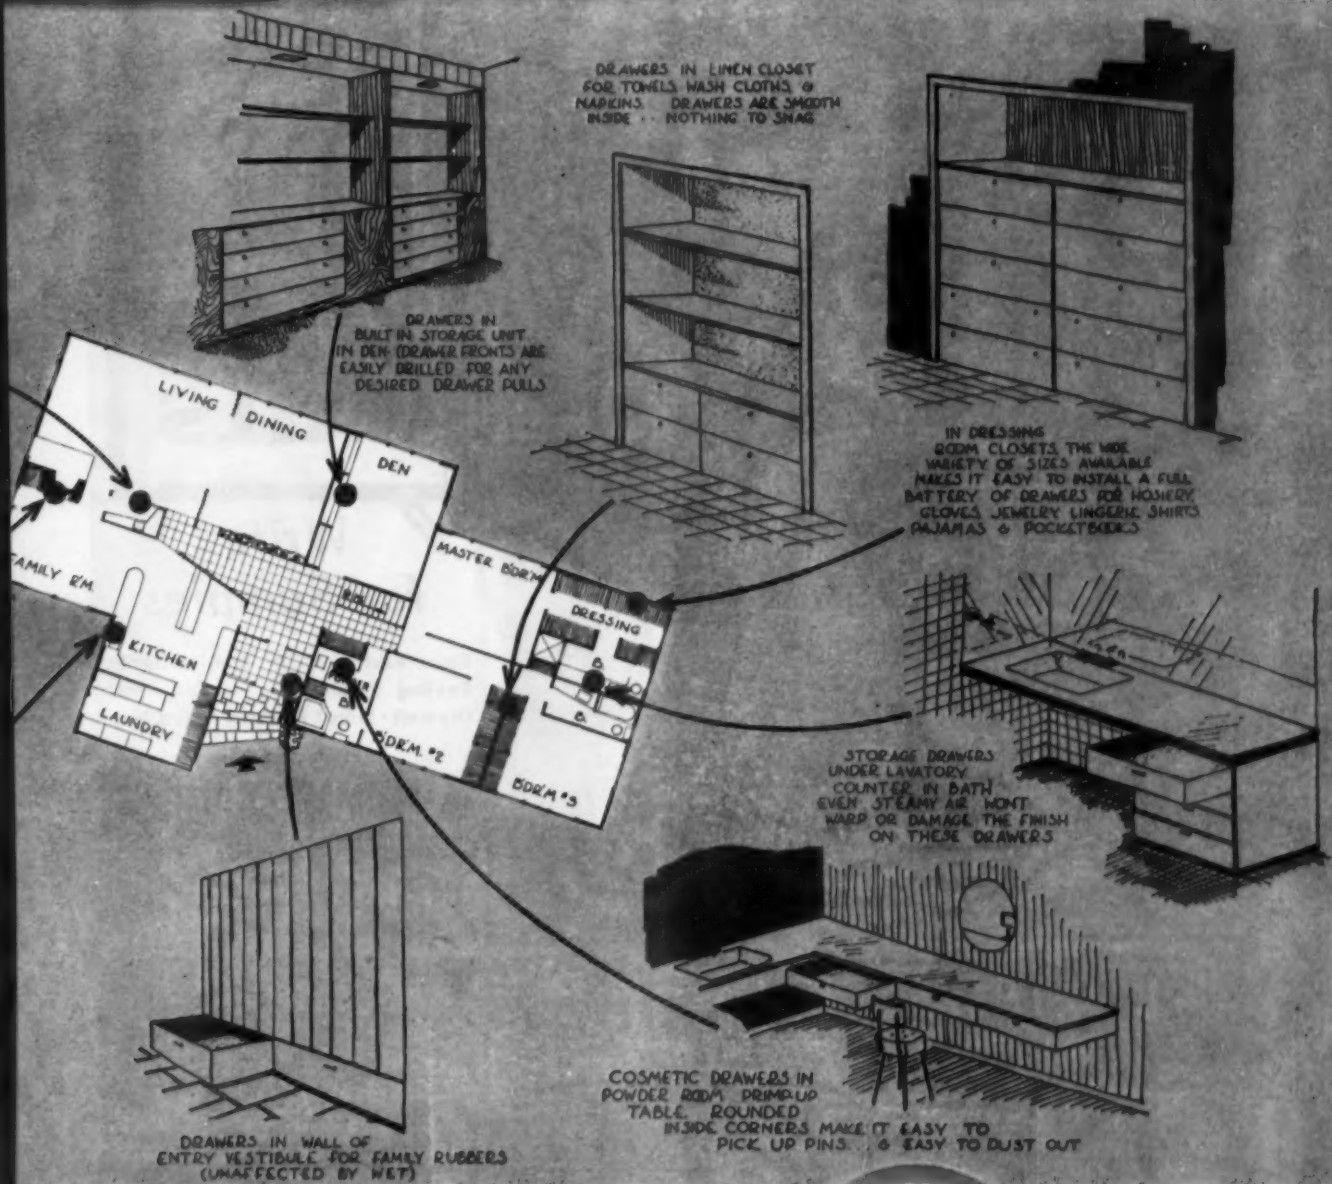 DRAWERS IN LINEN CLOSET
FOR TOWELS, WASH CLOTHS, &
NAPKINS. DRAWERS ARE SMOOTH
INSIDE .. NOTHING TO SNAG
DRAWERS IN
BUILT IN STORAGE UNIT
IN DEN (DRAWER FRONTS ARE
EASILY DRILLED FOR ANY
DESIRED DRAWER PULLS
IN DRESSING
ROOM CLOSETS, THE WIDE
VARIETY OF SIZES AVAILABLE
MAKES IT EASY TO INSTALL A FULL
BATTERY OF DRAWERS FOR HOSIERY,
GLOVES JEWELRY LINGERIE SHIRTS
PAJAMAS & POCKETBOOKS
LIVING
DINING
DEN
MASTER BDR'M
DRESSING
B.
B.
FAMILY R'M.
KITCHEN
LAUNDRY
POWDER
B.
BDR'M. #2
BDR'M #3
STORAGE DRAWERS
UNDER LAVATORY
COUNTER IN BATH
EVEN STEAMY AIR WON'T
WARP OR DAMAGE THE FINISH
ON THESE DRAWERS
COSMETIC DRAWERS IN
POWDER ROOM PRIMP-UP
TABLE. ROUNDED
INSIDE CORNERS MAKE IT EASY TO
PICK UP PINS... & EASY TO DUST OUT
DRAWERS IN WALL OF
ENTRY VESTIBULE FOR FAMILY RUBBERS
(UNAFFECTED BY WET)